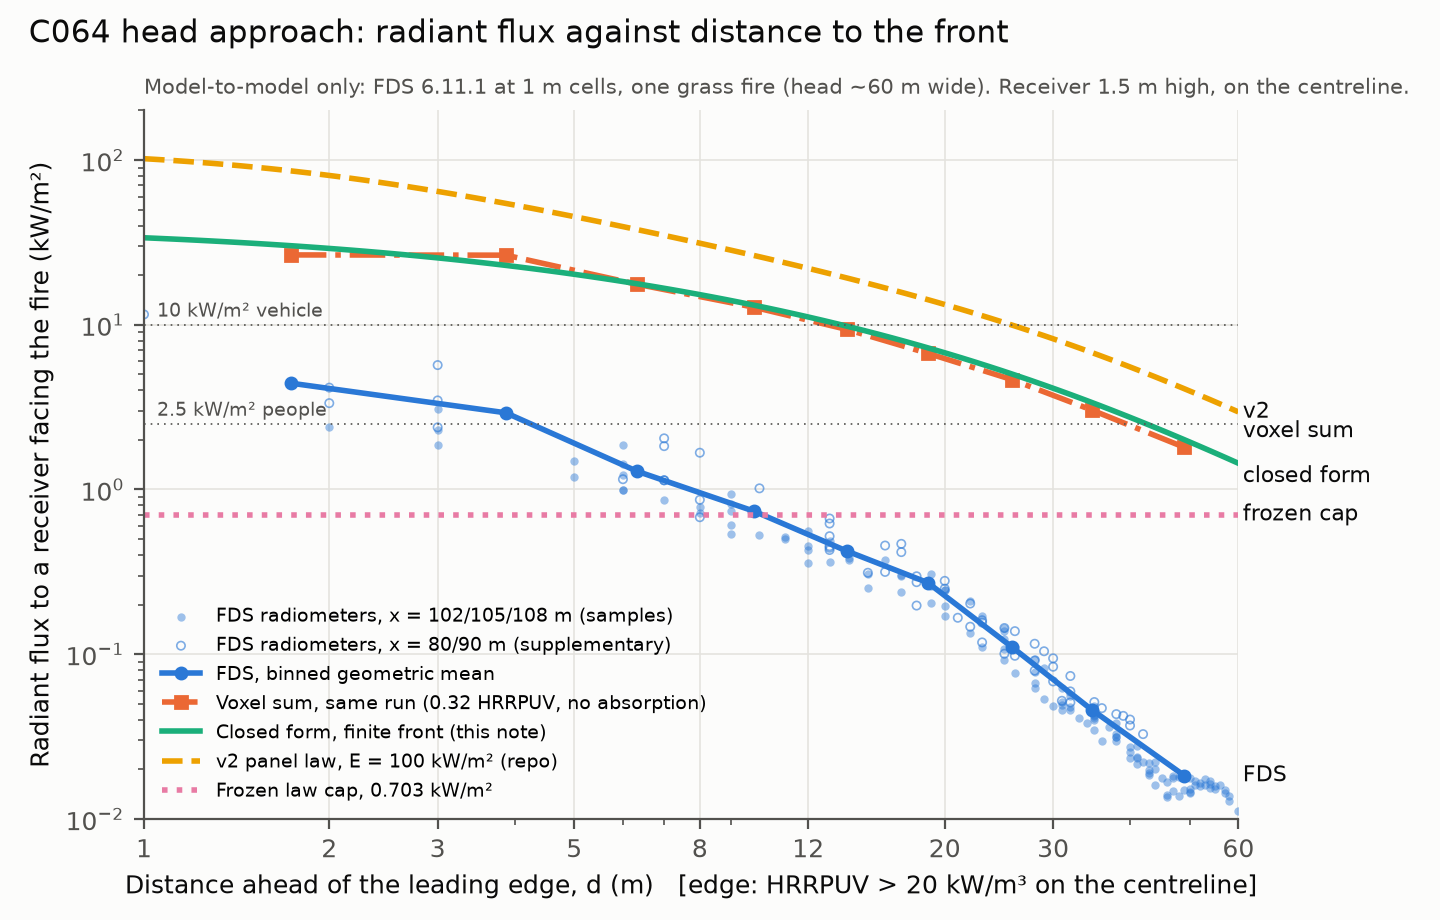 C064 head approach: radiant flux against distance to the front
Model-to-model only: FDS 6.11.1 at 1 m cells, one grass fire (head ~60 m wide). Receiver 1.5 m high, on the centreline.
Radiant flux to a receiver facing the fire (kW/m²)
10²
10¹
10⁰
10⁻¹
10⁻²
10 kW/m² vehicle
2.5 kW/m² people
v2
voxel sum
closed form
frozen cap
FDS
FDS radiometers, x = 102/105/108 m (samples)
FDS radiometers, x = 80/90 m (supplementary)
FDS, binned geometric mean
Voxel sum, same run (0.32 HRRPUV, no absorption)
Closed form, finite front (this note)
v2 panel law, E = 100 kW/m² (repo)
Frozen law cap, 0.703 kW/m²
1 2 3 5 8 12 20 30 60
Distance ahead of the leading edge, d (m) [edge: HRRPUV > 20 kW/m³ on the centreline]